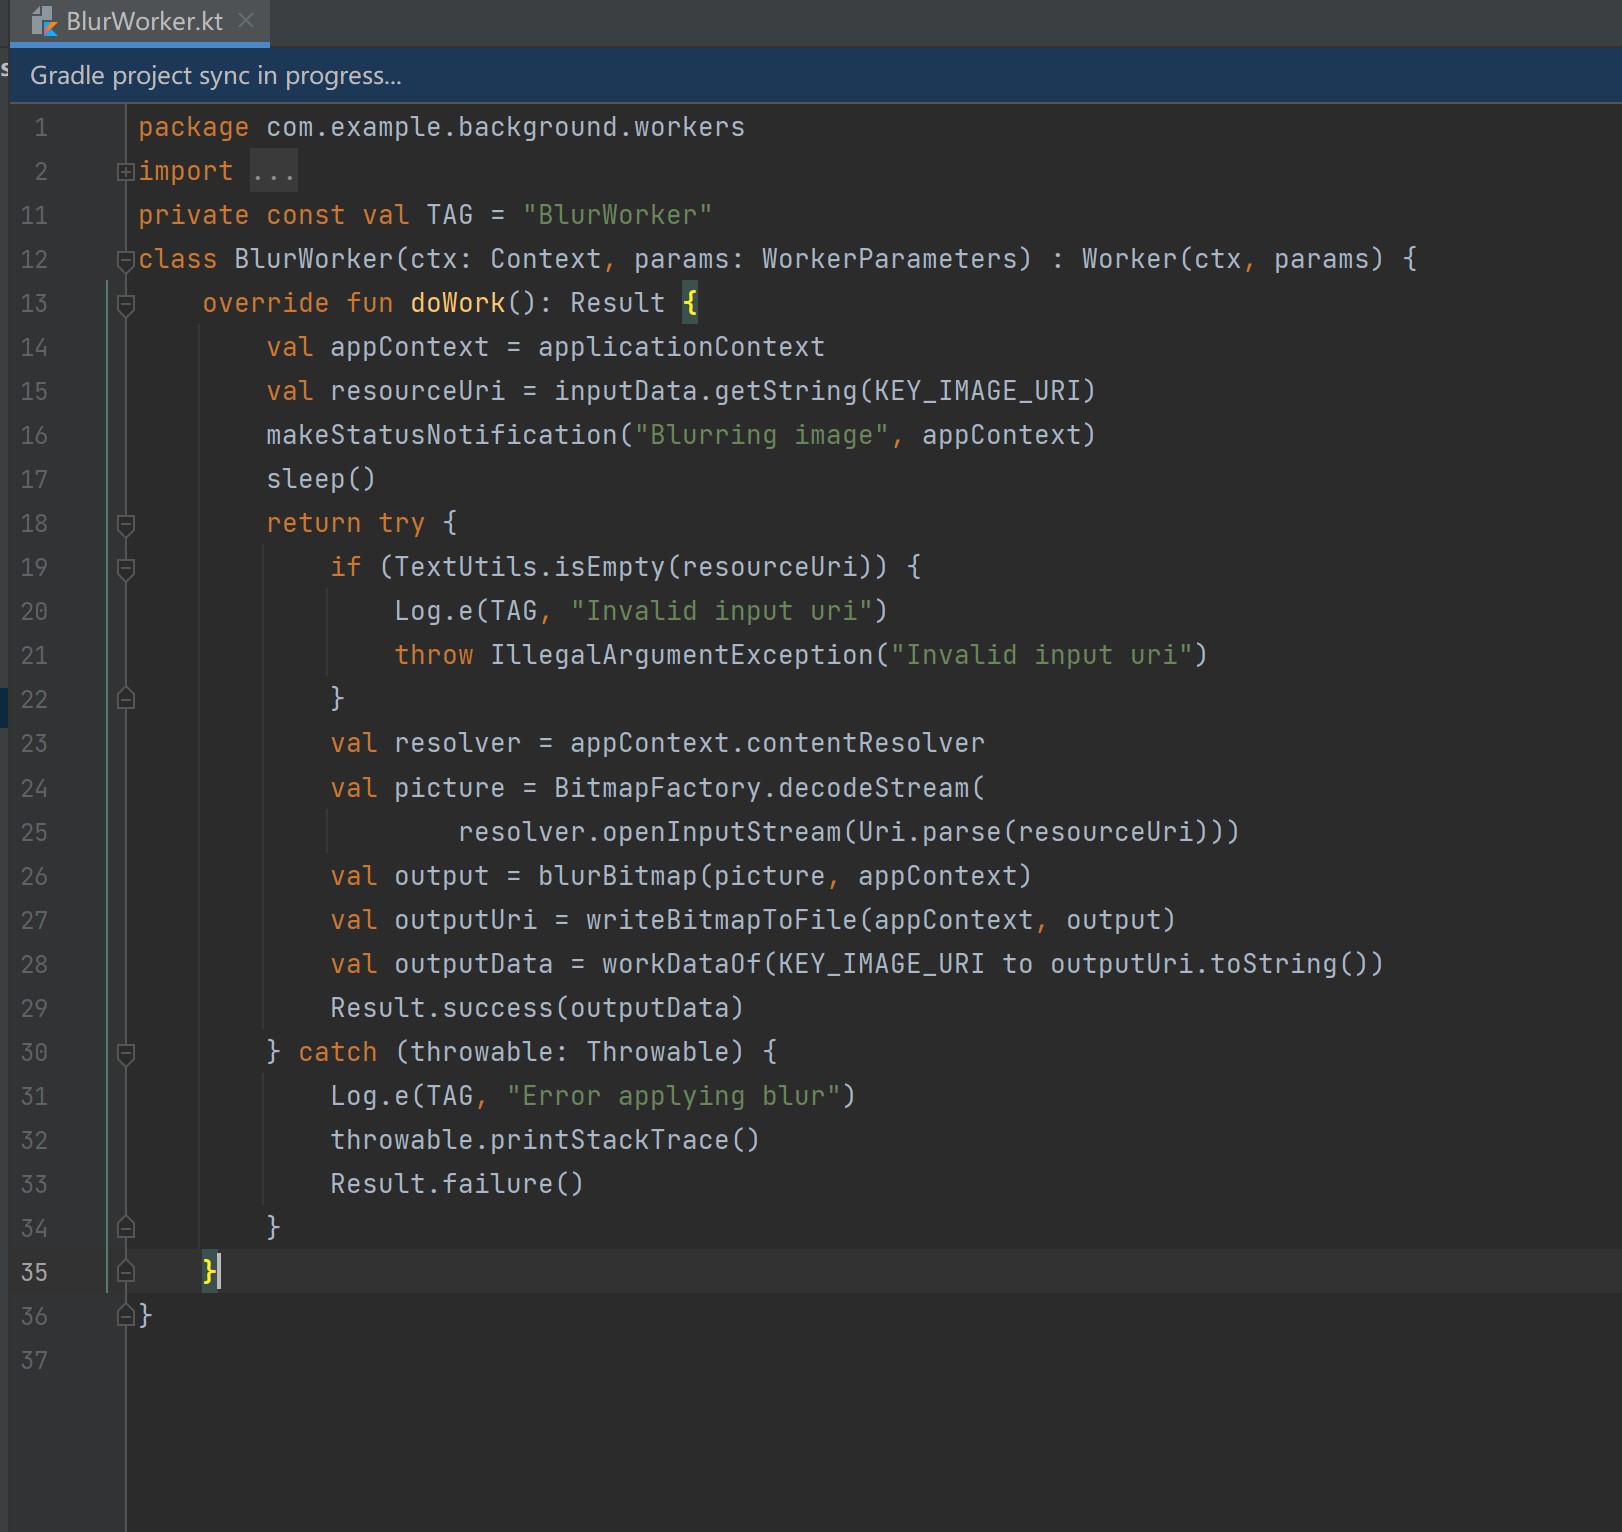 BlurWorker.kt
s
Gradle project sync in progress...
1 package com.example.background.workers
2 import ...
11 private const val TAG = "BlurWorker"
12 class BlurWorker(ctx: Context, params: WorkerParameters) : Worker(ctx, params) {
13     override fun doWork(): Result {
14         val appContext = applicationContext
15         val resourceUri = inputData.getString(KEY_IMAGE_URI)
16         makeStatusNotification("Blurring image", appContext)
17         sleep()
18         return try {
19             if (TextUtils.isEmpty(resourceUri)) {
20                 Log.e(TAG, "Invalid input uri")
21                 throw IllegalArgumentException("Invalid input uri")
22             }
23             val resolver = appContext.contentResolver
24             val picture = BitmapFactory.decodeStream(
25                     resolver.openInputStream(Uri.parse(resourceUri)))
26             val output = blurBitmap(picture, appContext)
27             val outputUri = writeBitmapToFile(appContext, output)
28             val outputData = workDataOf(KEY_IMAGE_URI to outputUri.toString())
29             Result.success(outputData)
30         } catch (throwable: Throwable) {
31             Log.e(TAG, "Error applying blur")
32             throwable.printStackTrace()
33             Result.failure()
34         }
35     }
36 }
37